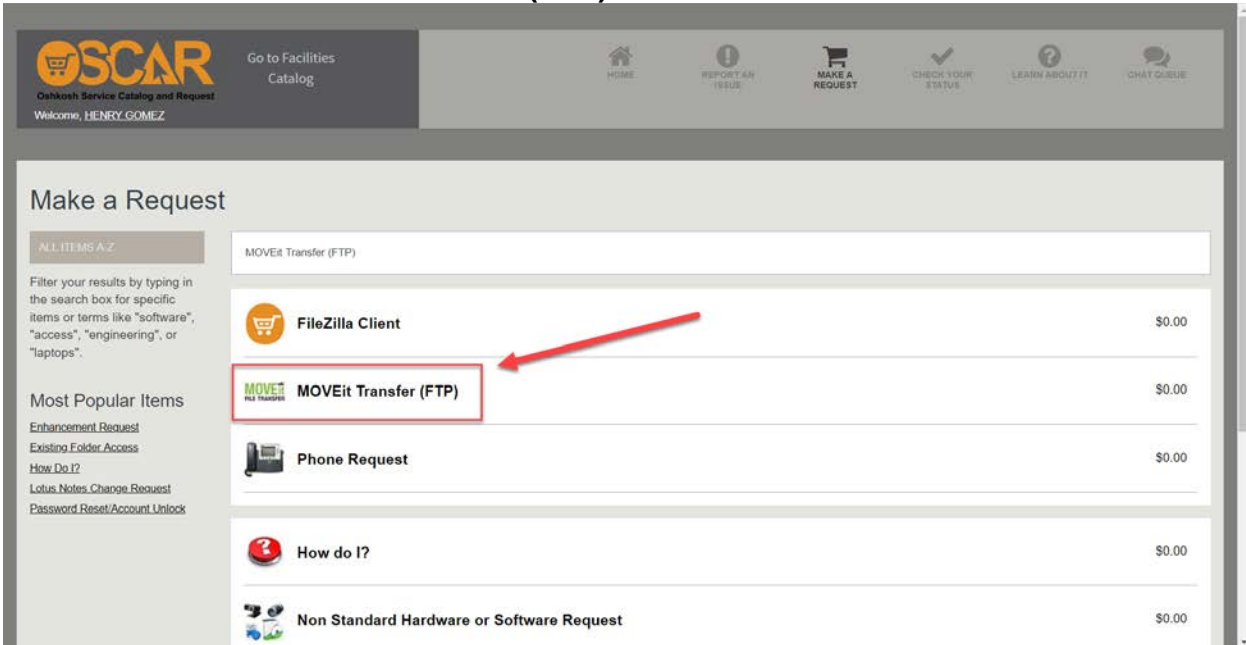 OSCAR
Oshkosh Service Catalog and Request
Welcome, HENRY GOMEZ
Go to Facilities
Catalog
HOME
REPORT AN
ISSUE
MAKE A
REQUEST
CHECK YOUR
STATUS
LEARN ABOUT IT
CHAT QUEUE
Make a Request
ALL ITEMS A-Z
Filter your results by typing in
the search box for specific
items or terms like "software",
"access", "engineering", or
"laptops".
Most Popular Items
Enhancement Request
Existing Folder Access
How Do I?
Lotus Notes Change Request
Password Reset/Account Unlock
MOVEit Transfer (FTP)
FileZilla Client $0.00
MOVEit
FILE TRANSFER
MOVEit Transfer (FTP) $0.00
Phone Request $0.00
How do I? $0.00
Non Standard Hardware or Software Request $0.00